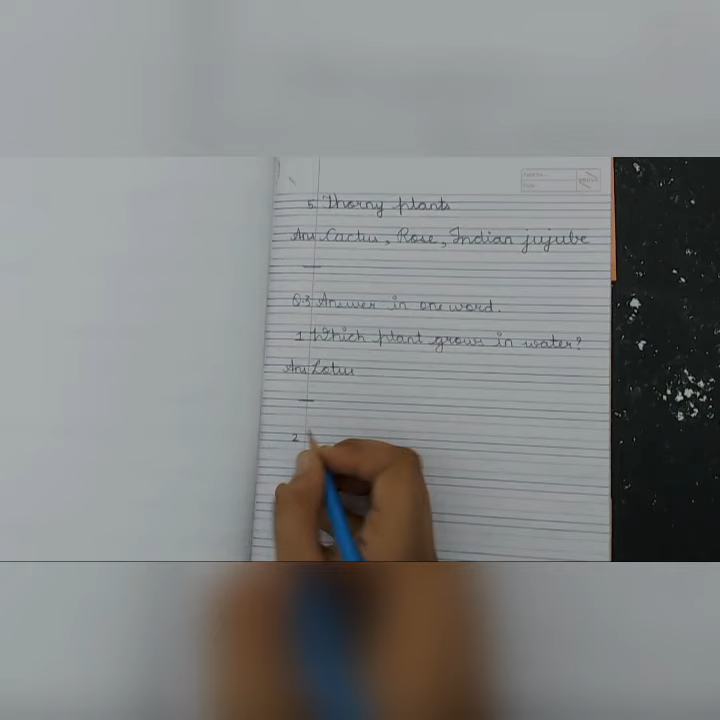 5. Thorny plants
Ans Cactus, Rose, Indian jujube
Q.3 Answer in one word.
1 Which plant grows in water?
Ans Lotus
2